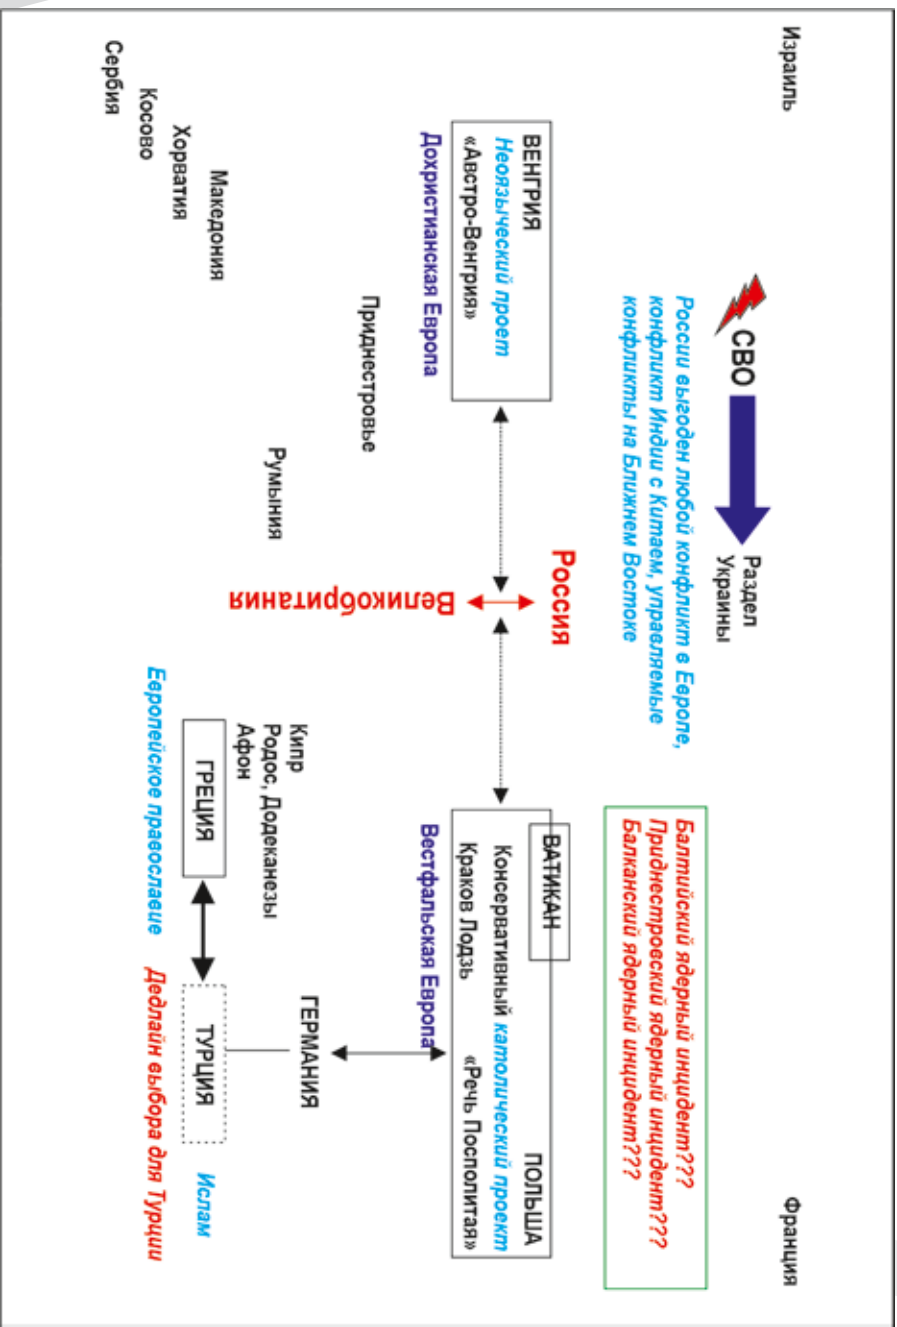 Израиль
Франция
СВО
Раздел
Украины
России выгоден любой конфликт в Европе,
конфликт Индии с Китаем, управляемые
конфликты на Ближнем Востоке
Балтийский ядерный инцидент???
Приднестровский ядерный инцидент???
Балканский ядерный инцидент???
ВЕНГРИЯ
Неоязыческий проет
«Австро-Венгрия»
Дохристианская Европа
Россия
Великобритания
ВАТИКАН
ПОЛЬША
Консервативный католический проект
Краков Лодзь «Речь Посполитая»
Вестфальская Европа
Приднестровье
Румыния
Македония
Хорватия
Косово
Сербия
Кипр
Родос, Додеканезы
Афон
ГЕРМАНИЯ
ГРЕЦИЯ
ТУРЦИЯ
Ислам
Европейское православие
Дедлайн выбора для Турции